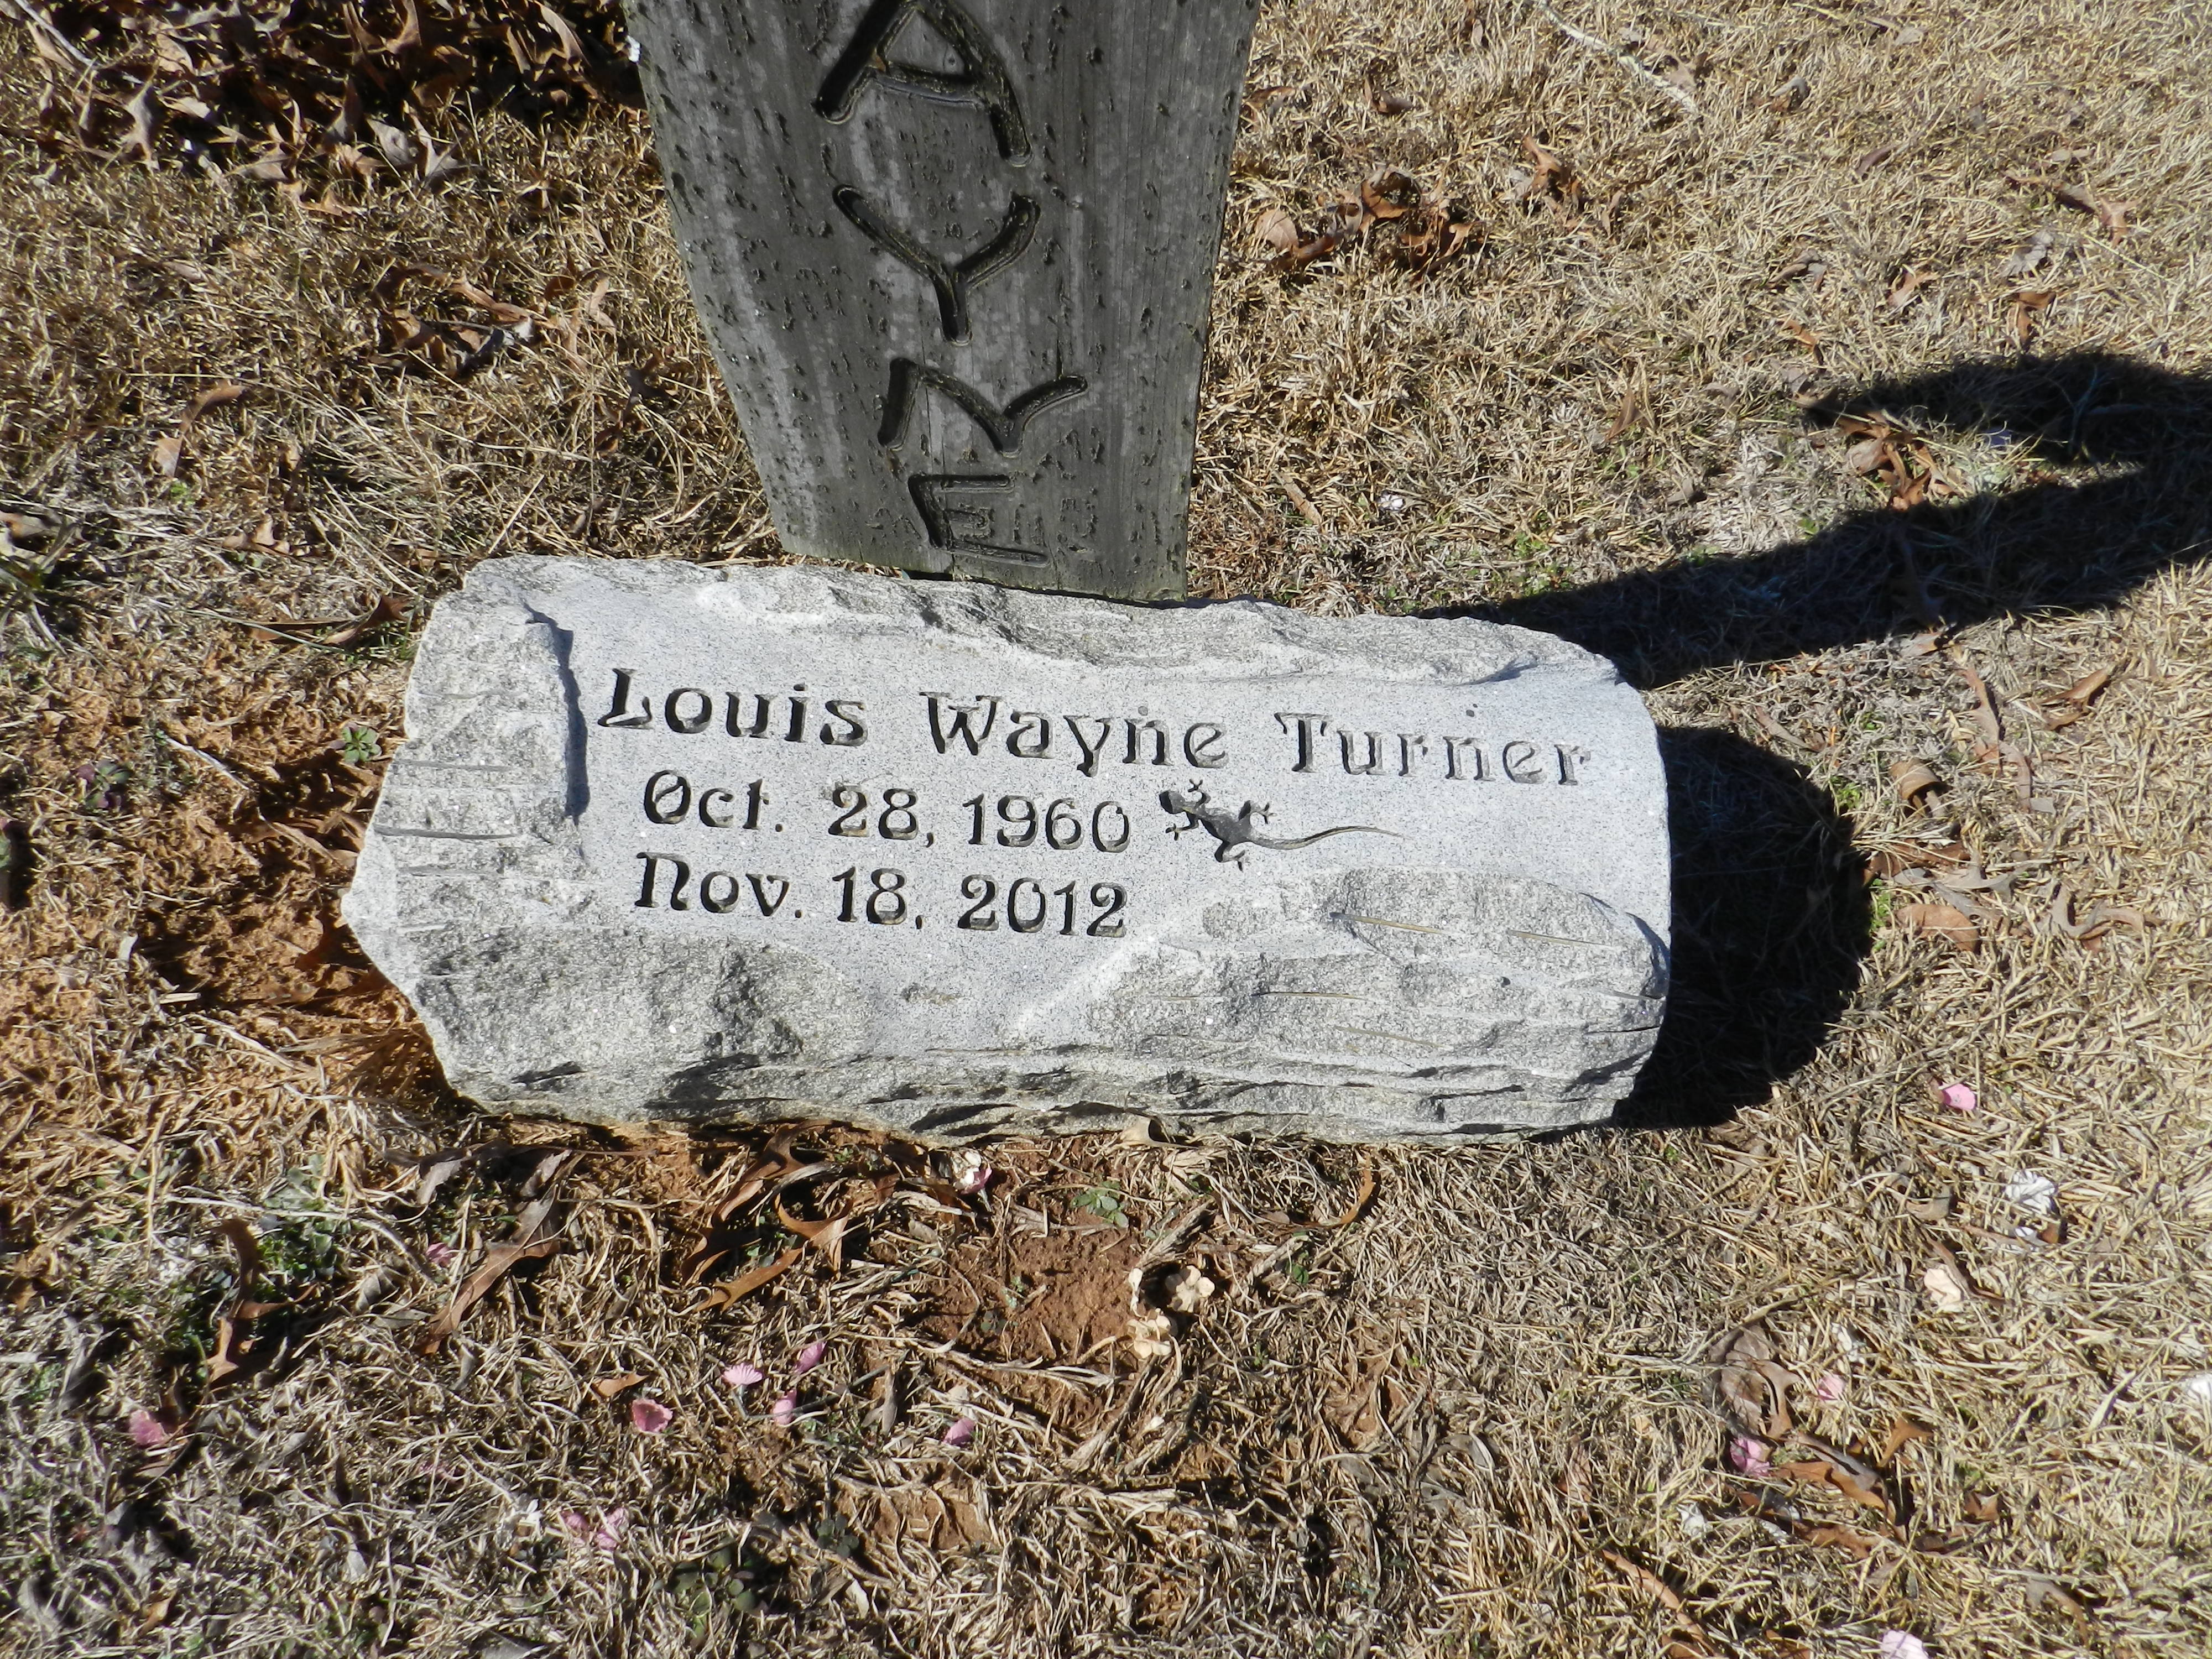 A
Y
R
E
Louis Wayne Turner
Oct. 28, 1960
Nov. 18, 2012